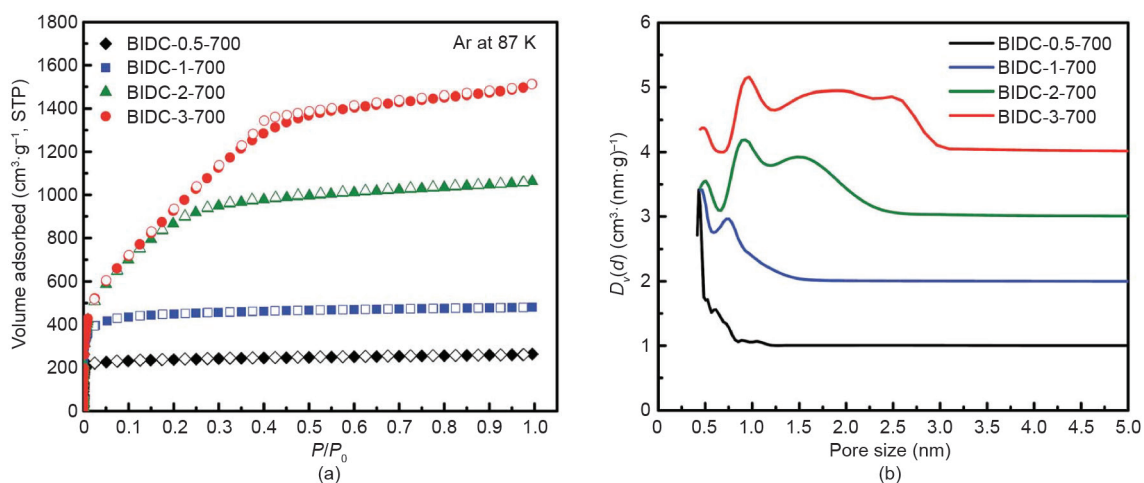 1800
1600
1400
1200
1000
800
600
400
200
0
Volume adsorbed (cm³·g⁻¹, STP)
BIDC-0.5-700
BIDC-1-700
BIDC-2-700
BIDC-3-700
Ar at 87 K
0 0.1 0.2 0.3 0.4 0.5 0.6 0.7 0.8 0.9 1.0
P/P₀
(a)
6
5
4
3
2
1
0
Dᵥ(d) (cm³·(nm·g)⁻¹)
BIDC-0.5-700
BIDC-1-700
BIDC-2-700
BIDC-3-700
0 0.5 1.0 1.5 2.0 2.5 3.0 3.5 4.0 4.5 5.0
Pore size (nm)
(b)